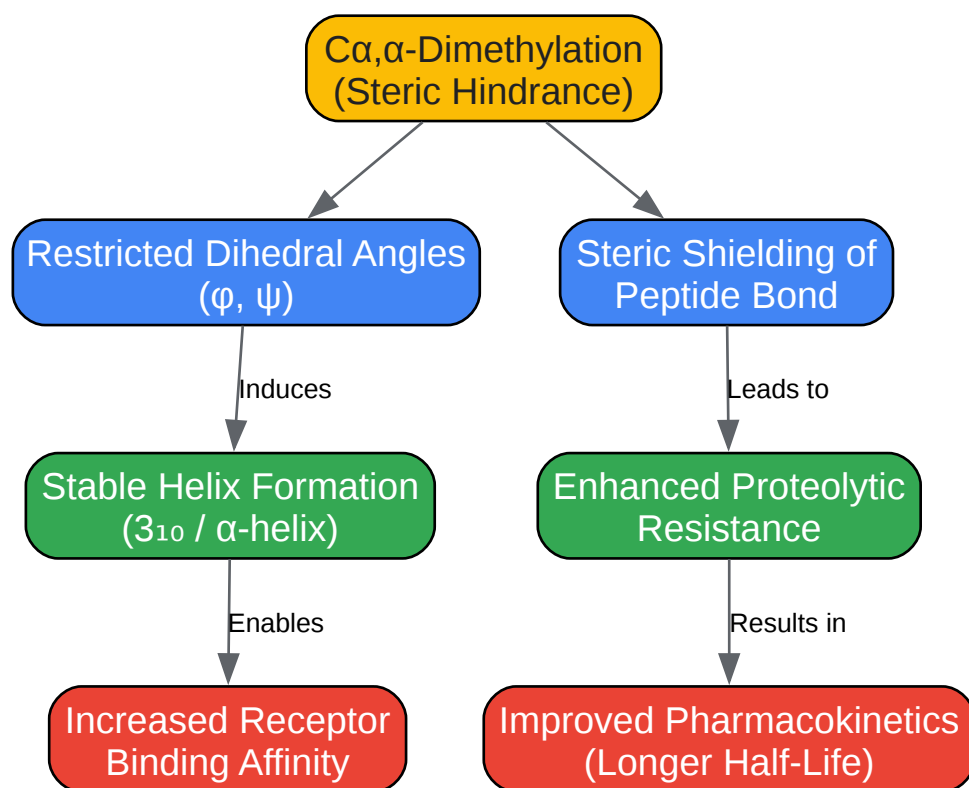 Cα,α-Dimethylation
(Steric Hindrance)
Restricted Dihedral Angles
(φ, ψ)
Steric Shielding of
Peptide Bond
Induces
Leads to
Stable Helix Formation
(3₁₀ / α-helix)
Enhanced Proteolytic
Resistance
Enables
Results in
Increased Receptor
Binding Affinity
Improved Pharmacokinetics
(Longer Half-Life)